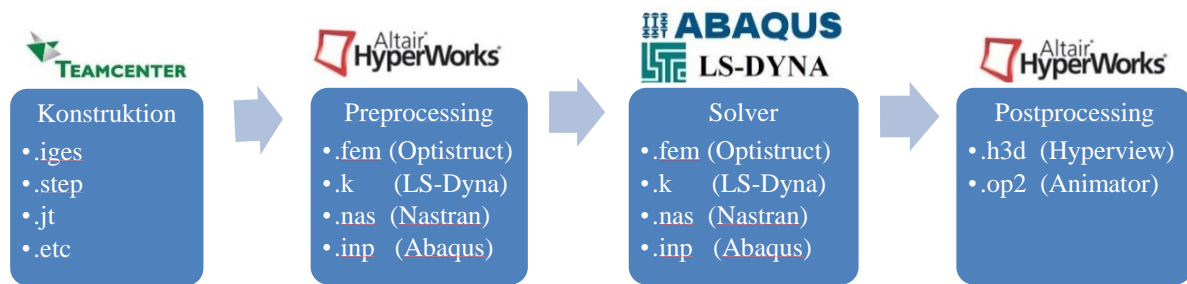 TEAMCENTER
Altair
HyperWorks
ABAQUS
LSTC LS-DYNA
Altair
HyperWorks
Konstruktion
• .iges
• .step
• .jt
• .etc
Preprocessing
• .fem (Optistruct)
• .k (LS-Dyna)
• .nas (Nastran)
• .inp (Abaqus)
Solver
• .fem (Optistruct)
• .k (LS-Dyna)
• .nas (Nastran)
• .inp (Abaqus)
Postprocessing
• .h3d (Hyperview)
• .op2 (Animator)